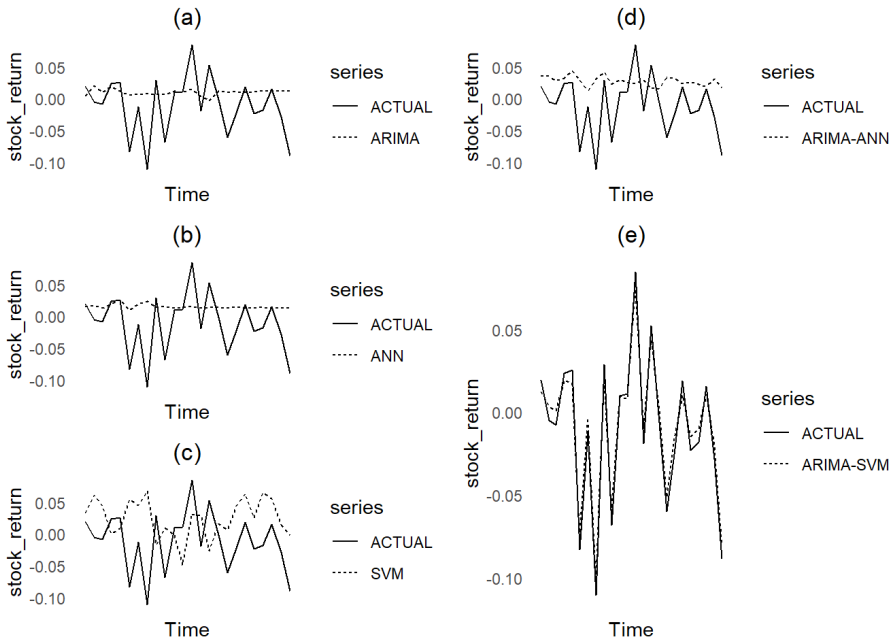 (a)
stock_return
0.05
0.00
-0.05
-0.10
Time
series
ACTUAL
ARIMA
(b)
stock_return
0.05
0.00
-0.05
-0.10
Time
series
ACTUAL
ANN
(c)
stock_return
0.05
0.00
-0.05
-0.10
Time
series
ACTUAL
SVM
(d)
stock_return
0.05
0.00
-0.05
-0.10
Time
series
ACTUAL
ARIMA-ANN
(e)
stock_return
0.05
0.00
-0.05
-0.10
Time
series
ACTUAL
ARIMA-SVM